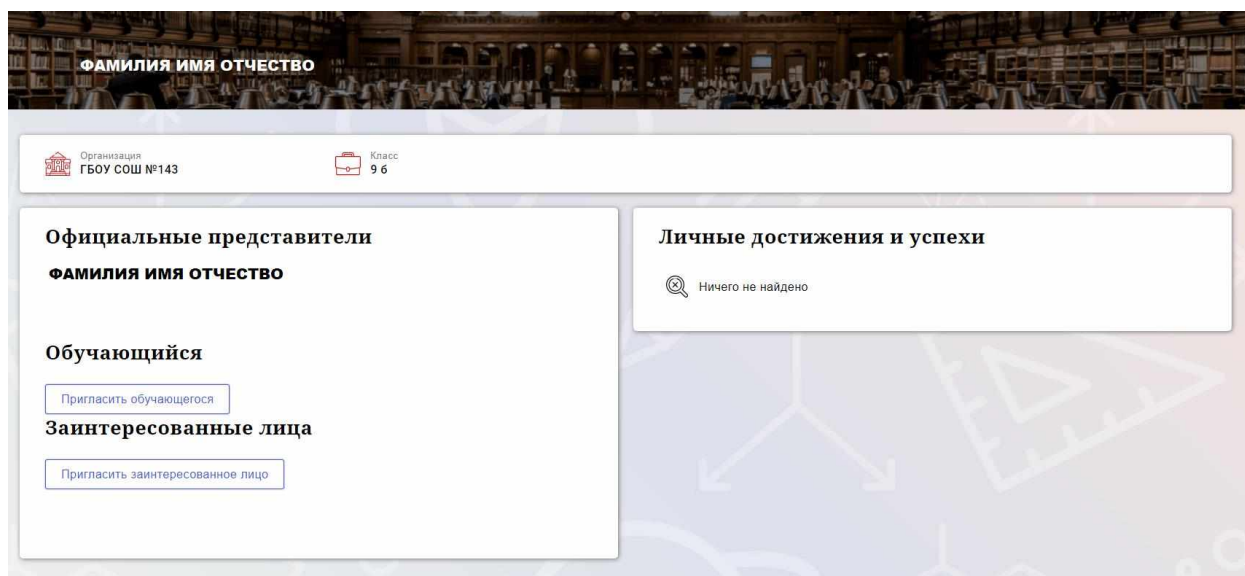 ФАМИЛИЯ ИМЯ ОТЧЕСТВО
Организация
ГБОУ СОШ №143
Класс
9 б
Официальные представители
ФАМИЛИЯ ИМЯ ОТЧЕСТВО
Обучающийся
Пригласить обучающегося
Заинтересованные лица
Пригласить заинтересованное лицо
Личные достижения и успехи
Ничего не найдено